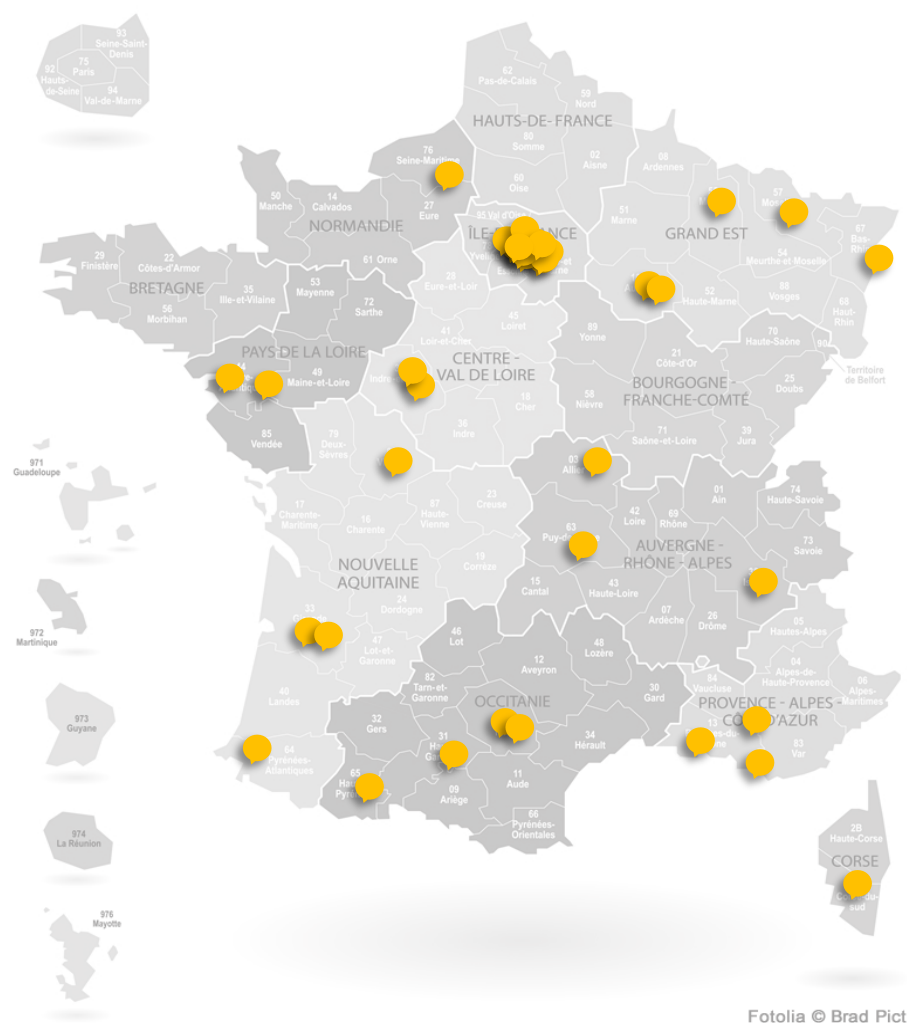 93
Seine-Saint-
Denis
75
Paris
92
Hauts-
de-Seine
94
Val-de-Marne
62
Pas-de-Calais
59
Nord
HAUTS-DE-FRANCE
80
Somme
02
Aisne
60
Oise
76
Seine-Maritime
27
Eure
14
Calvados
50
Manche
NORMANDIE
61 Orne
08
Ardennes
51
Marne
57
GRAND EST
54
Meurthe-et-Moselle
67
Bas-
88
Vosges
52
Haute-Marne
68
Haut-
Rhin
95 Val d'Oise
29
Finistère
22
Côtes-d'Armor
BRETAGNE
56
Morbihan
35
Ille-et-Vilaine
53
Mayenne
72
Sarthe
PAYS DE LA LOIRE
49
Maine-et-Loire
85
Vendée
28
Eure-et-Loir
45
Loiret
41
Loir-et-Cher
CENTRE -
VAL DE LOIRE
18
Cher
36
Indre
89
Yonne
21
Côte-d'Or
70
Haute-Saône
90
Territoire
de Belfort
BOURGOGNE -
FRANCHE-COMTÉ
25
Doubs
58
Nièvre
71
Saône-et-Loire
39
Jura
79
Deux-
Sèvres
17
Charente-
Maritime
16
Charente
87
Haute-
Vienne
23
Creuse
19
Corrèze
NOUVELLE
AQUITAINE
24
Dordogne
33
47
Lot-et-
Garonne
40
Landes
64
Pyrénées-
Atlantiques
03
63
42
Loire
69
Rhône
01
Ain
74
Haute-Savoie
73
Savoie
AUVERGNE -
RHÔNE - ALPES
15
Cantal
43
Haute-Loire
07
Ardèche
26
Drôme
46
Lot
12
Aveyron
48
Lozère
82
Tarn-et-
Garonne
OCCITANIE
30
Gard
32
Gers
31
34
Hérault
65
09
Ariège
11
Aude
66
Pyrénées-
Orientales
05
Hautes-Alpes
04
Alpes-de-
Haute-Provence
06
Alpes-
Maritimes
84
Vaucluse
PROVENCE - ALPES -
13
83
Var
2B
Haute-Corse
CORSE
971
Guadeloupe
972
Martinique
973
Guyane
974
La Réunion
976
Mayotte
Fotolia © Brad Pict